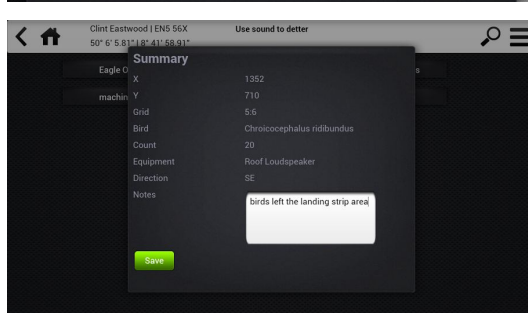 Clint Eastwood | EN5 56X
Use sound to detter
50° 6' 5.81" | 8° 41' 58.91"
Eagle O
machin
Summary
X 1352
Y 710
Grid 5:6
Bird Chroicocephalus ridibundus
Count 20
Equipment Roof Loudspeaker
Direction SE
Notes birds left the landing strip area
Save